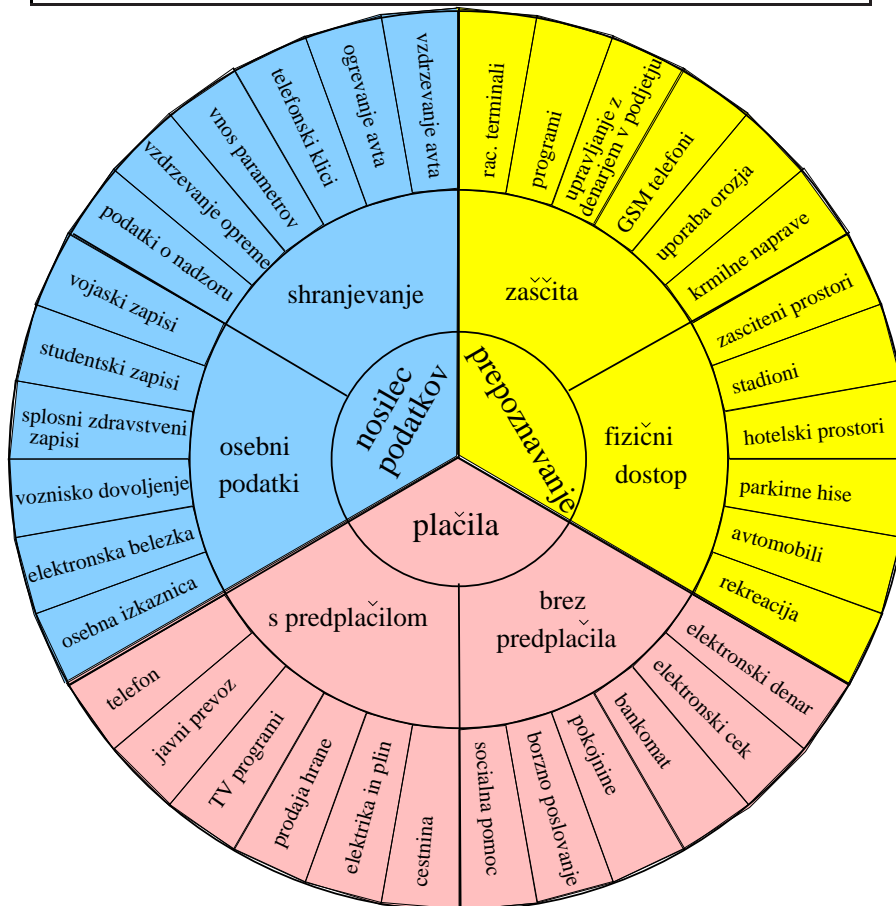 nosilec
podatkov
prepoznavanje
plačila
shranjevanje
osebni
podatki
zaščita
fizični
dostop
s predplačilom
brez
predplačila
rac. terminali
programi
upravljanje z
denarjem v podjetju
GSM telefoni
uporaba orozja
krmilne naprave
zasciteni prostori
stadioni
hotelski prostori
parkirne hise
avtomobili
rekreacija
elektronski denar
elektronski cek
bankomat
pokojnine
borzno poslovanje
socialna pomoc
cestnina
elektrika in plin
prodaja hrane
TV programi
javni prevoz
telefon
osebna izkaznica
elektronska belezka
voznisko dovoljenje
splosni zdravstveni
zapisi
studentski zapisi
vojaski zapisi
podatki o nadzoru
vzdrzevanje opreme
vnos parametrov
telefonski klici
ogrevanje avta
vzdrzevanje avta